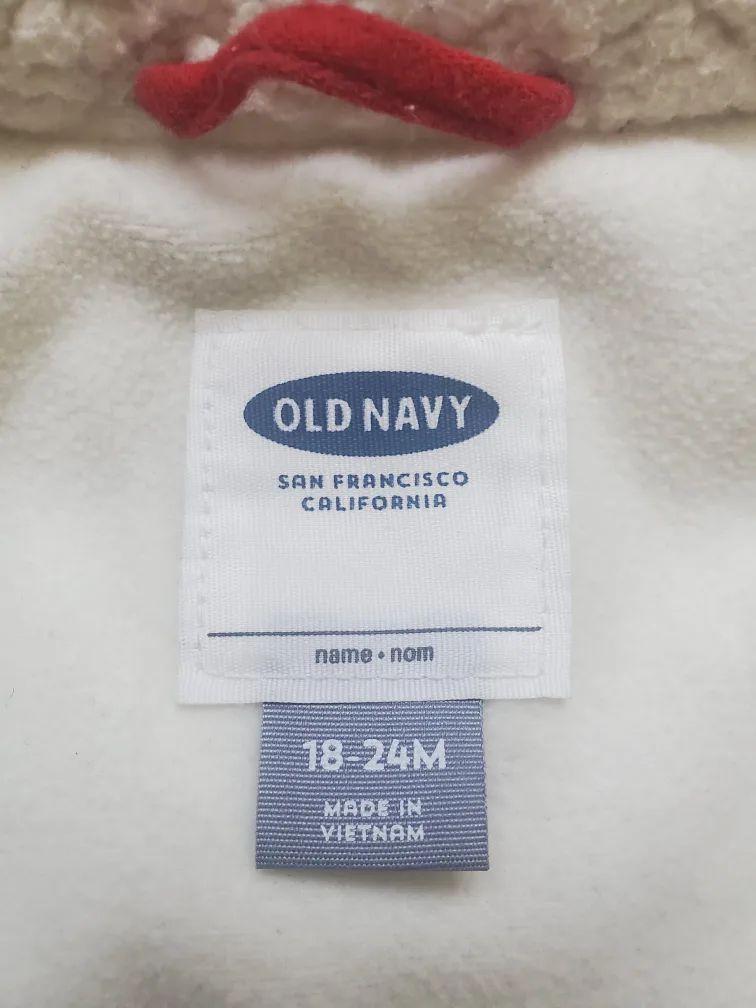 OLD NAVY
SAN FRANCISCO
CALIFORNIA
name • nom
18-24M
MADE IN
VIETNAM